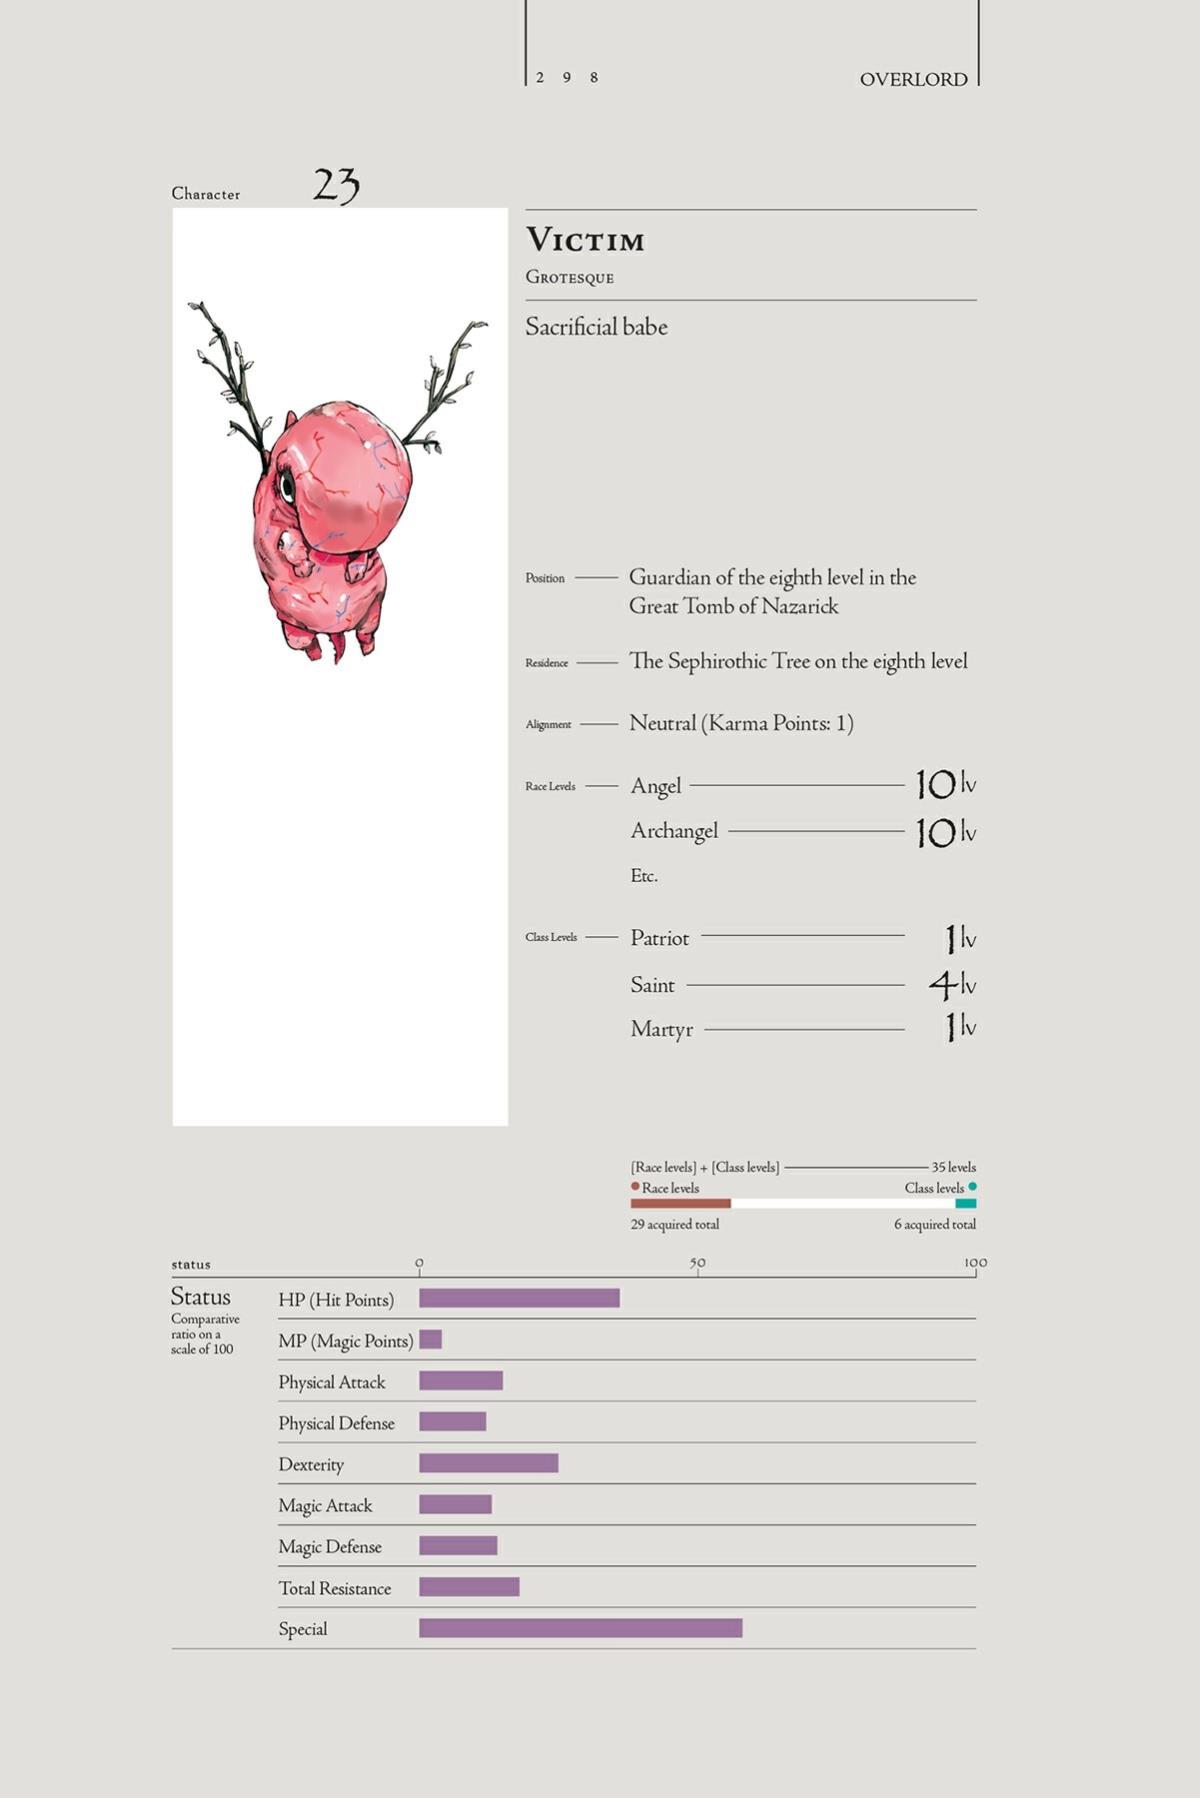 2 9 8
OVERLORD
Character 23
Victim
Grotesque
Sacrificial babe
Position Guardian of the eighth level in the
Great Tomb of Nazarick
Residence The Sephirothic Tree on the eighth level
Alignment Neutral (Karma Points: 1)
Race Levels Angel 10 lv
Archangel 10 lv
Etc.
Class Levels Patriot 1 lv
Saint 4 lv
Martyr 1 lv
[Race levels] + [Class levels] 35 levels
Race levels Class levels
29 acquired total 6 acquired total
status 0 50 100
Status
Comparative
ratio on a
scale of 100
HP (Hit Points)
MP (Magic Points)
Physical Attack
Physical Defense
Dexterity
Magic Attack
Magic Defense
Total Resistance
Special